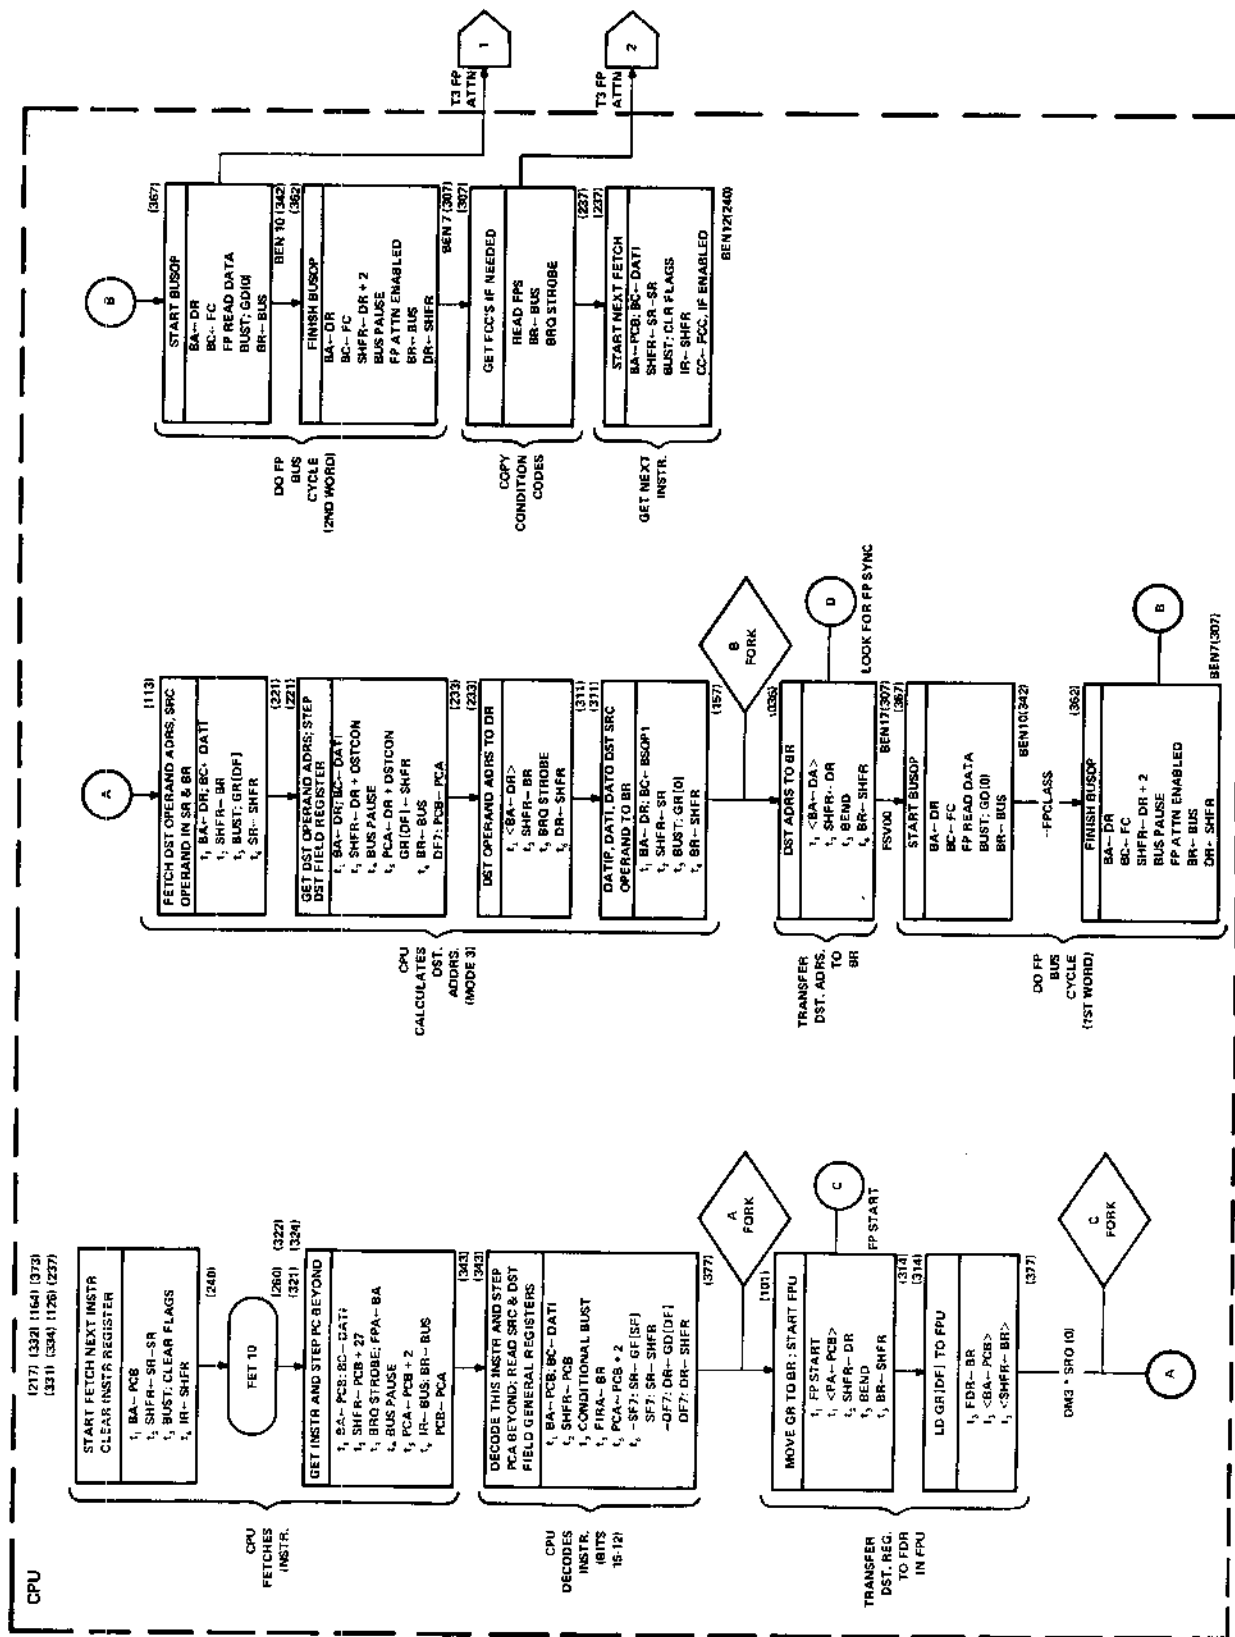 CPU
[217] [332] [164] [373]
[331] [334] [126] [237]
START FETCH NEXT INSTR
CLEAR INSTR REGISTER
t₁ BA←PCB
t₂ SHFR←SR-SR
t₃ BUST; CLEAR FLAGS
t₄ IR←SHFR
[240]
FET 10
[260] [322]
[321] [324]
GET INSTR AND STEP PC BEYOND
t₁ BA←PCB; BC←DATI
t₂ SHFR←PCB + 2?
t₃ BRQ STROBE; FPA←BA
t₄ BUS PAUSE
t₅ PCA←PCB + 2
IR←BUS; BR←BUS
PCB←PCA
[343]
CPU
FETCHES
INSTR.
[343]
DECODE THIS INSTR AND STEP
PCA BEYOND; READ SRC & DST
FIELD GENERAL REGISTERS
t₁ BA←PCB; BC←DATI
t₂ SHFR←PCB
t₃ CONDITIONAL BUST
FIRA←BR
t₅ PCA←PCB + 2
-SF7: SR←GF[SF]
SF7: SR←SHFR
-DF7: DR←GD[DF]
DF7: DR←SHFR
[377]
CPU
DECODES
INSTR.
(BITS
15-12)
A
FORK
[101]
MOVE GR TO BR; START FPU
t₁ FP START
t₁ <PA←PCB>
t₂ SHFR←DR
t₃ BEND
BR←SHFR
[314]
C
FP START
[314]
LD GR[DF] TO FPU
FDR←BR
<BA←PCB>
<SHFR←BR>
[377]
TRANSFER
DST. REG.
TO FDR
IN FPU
DM3 * SRO [0]
C
FORK
A
A
[113]
FETCH DST OPERAND ADRS, SRC
OPERAND IN SR & BR
t₁ BA←DR; BC←DATI
t₂ SHFR←BR
t₃ BUST; GR[DF]
t₄ SR←SHFR
[221]
[221]
GET DST OPERAND ADRS; STEP
DST FIELD REGISTER
t₁ BA←DR; BC←DATI
t₂ SHFR←DR + DSTCON
BUS PAUSE
t₅ PCA←DR + DSTCON
GR[DF]←SHFR
BR←BUS
DF7: PCB←PCA
[233]
[233]
DST OPERAND ADRS TO DR
t₁ <BA←DR>
t₂ SHFR←BR
t₃ BRQ STROBE
DR←SHFR
[311]
[371]
DATIP, DATI, DATO DST SRC
OPERAND TO BR
t₁ BA←DR; BC←BSOP1
t₂ SHFR←SR
t₃ BUST; GR[0]
t₄ BR←SHFR
[157]
CPU
CALCULATES
DST.
ADDRS.
(MODE 3)
B
FORK
[036]
DST ADRS TO BR
<BA←DA>
t₂ SHFR←DR
t₃ BEND
BR←SHFR
FSV00
BEN17[307]
TRANSFER
DST. ADRS.
TO
BR
D
LOOK FOR FP SYNC
[367]
START BUSOP
BA←DR
BC←FC
FP READ DATA
BUST; GD[0]
BR←BUS
BEN10[342]
-FPCLASS
[362]
FINISH BUSOP
BA←DR
BC←FC
SHFR←DR + 2
BUS PAUSE
FP ATTN ENABLED
BR←BUS
DR←SHFR
BEN7[307]
DO FP
BUS
CYCLE
(1ST WORD)
B
B
[367]
START BUSOP
BA←DR
BC←FC
FP READ DATA
BUST; GD[0]
BR←BUS
BEN 10 [342]
[362]
FINISH BUSOP
BA←DR
BC←FC
SHFR←DR + 2
BUS PAUSE
FP ATTN ENABLED
BR←BUS
DR←SHFR
BEN 7 [307]
DO FP
BUS
CYCLE
(2ND WORD)
[307]
GET FCC'S IF NEEDED
READ FPS
BR←BUS
BRQ STROBE
[237]
COPY
CONDITION
CODES
[237]
START NEXT FETCH
BA←PCB; BC←DATI
SHFR←SR-SR
BUST; CLR FLAGS
IR←SHFR
CC←FCC, IF ENABLED
BEN12[240]
GET NEXT
INSTR.
T3 FP
ATTN
1
T3 FP
ATTN
2